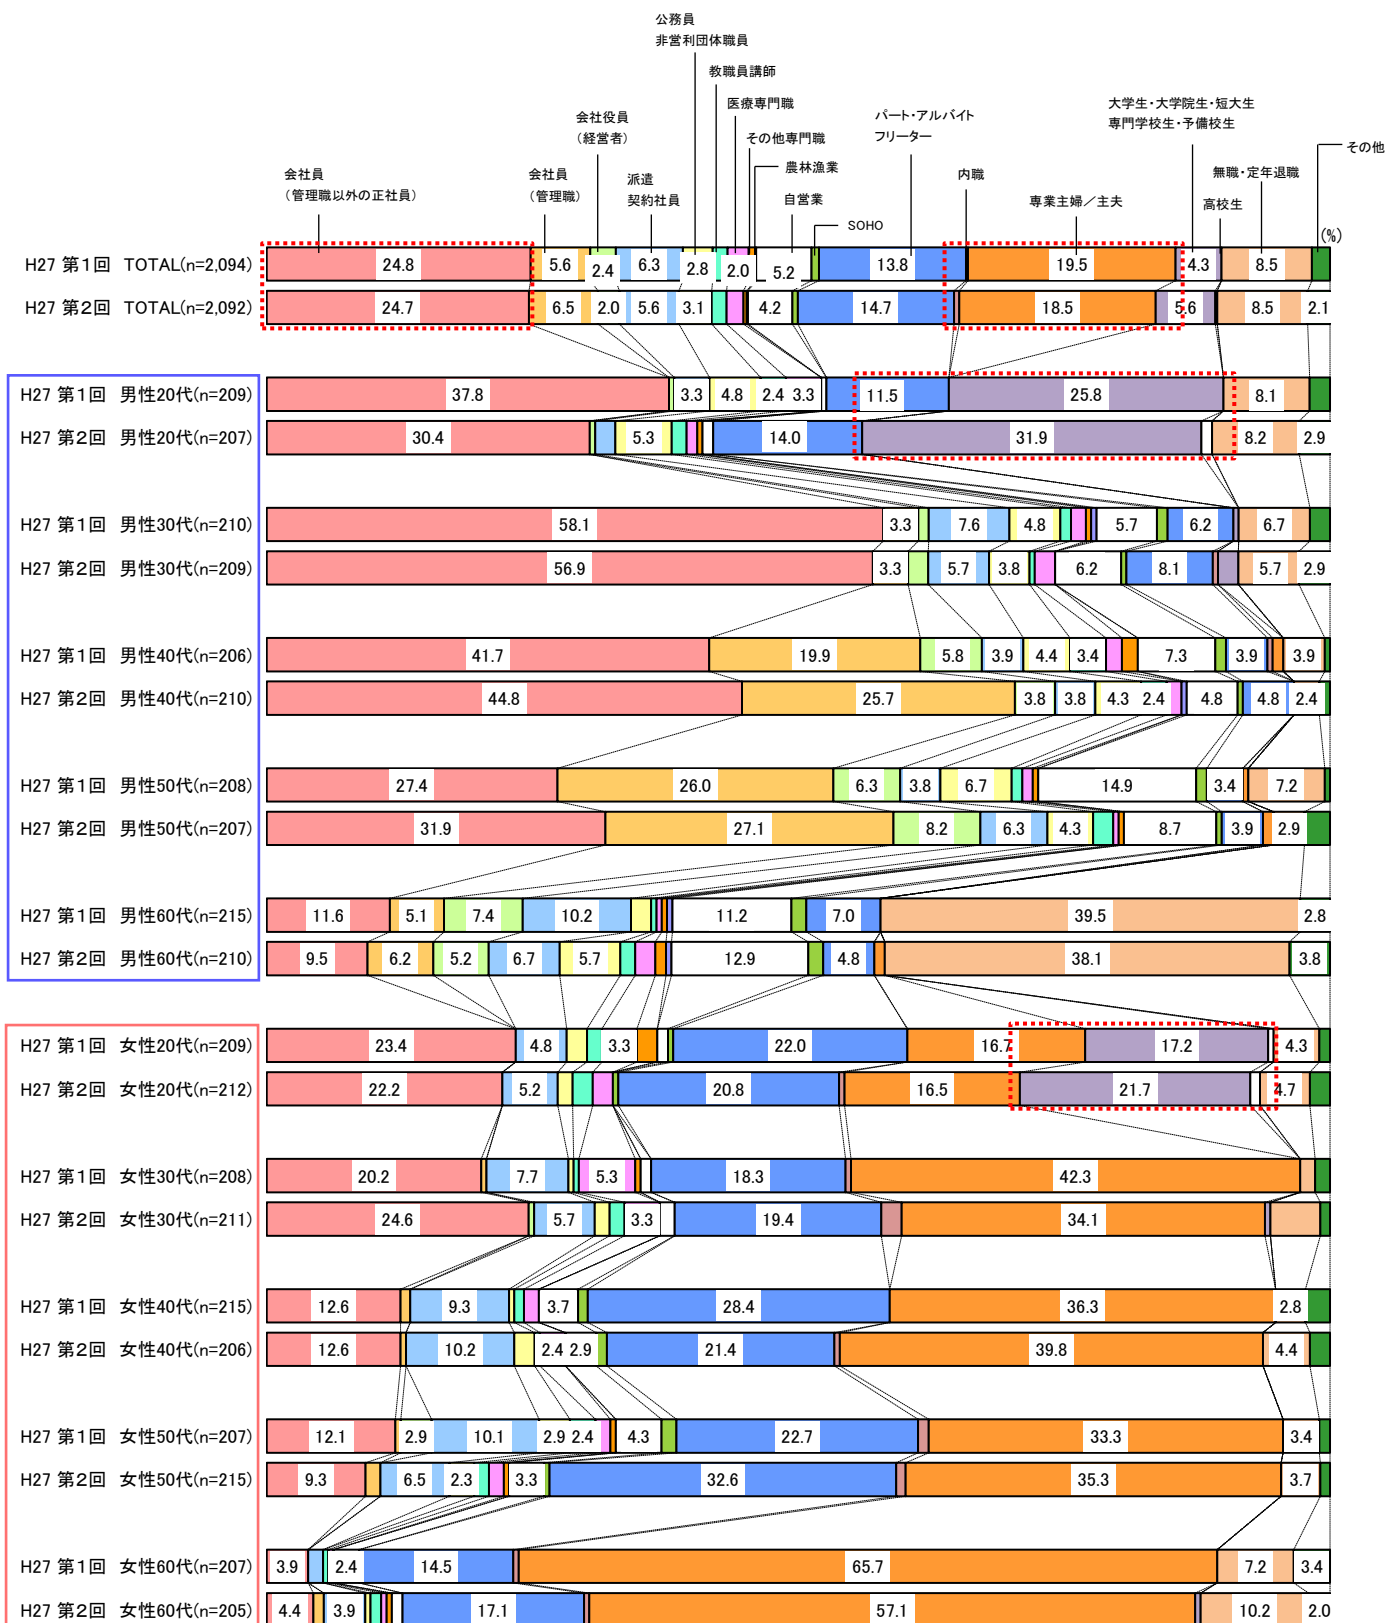 公務員
非営利団体職員
教職員講師
医療専門職
大学生・大学院生・短大生
専門学校生・予備校生
会社役員
（経営者）
パート・アルバイト
フリーター
その他専門職
その他
会社員
（管理職以外の正社員）
会社員
（管理職）
派遣
契約社員
農林漁業
内職
無職・定年退職
自営業
専業主婦／主夫
高校生
SOHO
(%)
H27 第1回 TOTAL(n=2,094) 24.8 5.6 2.4 6.3 2.8 2.0 5.2 13.8 19.5 4.3 8.5
H27 第2回 TOTAL(n=2,092) 24.7 6.5 2.0 5.6 3.1 4.2 14.7 18.5 5.6 8.5 2.1
H27 第1回 男性20代(n=209) 37.8 3.3 4.8 2.4 3.3 11.5 25.8 8.1
H27 第2回 男性20代(n=207) 30.4 5.3 14.0 31.9 8.2 2.9
H27 第1回 男性30代(n=210) 58.1 3.3 7.6 4.8 5.7 6.2 6.7
H27 第2回 男性30代(n=209) 56.9 3.3 5.7 3.8 6.2 8.1 5.7 2.9
H27 第1回 男性40代(n=206) 41.7 19.9 5.8 3.9 4.4 3.4 7.3 3.9 3.9
H27 第2回 男性40代(n=210) 44.8 25.7 3.8 3.8 4.3 2.4 4.8 4.8 2.4
H27 第1回 男性50代(n=208) 27.4 26.0 6.3 3.8 6.7 14.9 3.4 7.2
H27 第2回 男性50代(n=207) 31.9 27.1 8.2 6.3 4.3 8.7 3.9 2.9
H27 第1回 男性60代(n=215) 11.6 5.1 7.4 10.2 11.2 7.0 39.5 2.8
H27 第2回 男性60代(n=210) 9.5 6.2 5.2 6.7 5.7 12.9 4.8 38.1 3.8
H27 第1回 女性20代(n=209) 23.4 4.8 3.3 22.0 16.7 17.2 4.3
H27 第2回 女性20代(n=212) 22.2 5.2 20.8 16.5 21.7 4.7
H27 第1回 女性30代(n=208) 20.2 7.7 5.3 18.3 42.3
H27 第2回 女性30代(n=211) 24.6 5.7 3.3 19.4 34.1
H27 第1回 女性40代(n=215) 12.6 9.3 3.7 28.4 36.3 2.8
H27 第2回 女性40代(n=206) 12.6 10.2 2.4 2.9 21.4 39.8 4.4
H27 第1回 女性50代(n=207) 12.1 2.9 10.1 2.9 2.4 4.3 22.7 33.3 3.4
H27 第2回 女性50代(n=215) 9.3 6.5 2.3 3.3 32.6 35.3 3.7
H27 第1回 女性60代(n=207) 3.9 2.4 14.5 65.7 7.2 3.4
H27 第2回 女性60代(n=205) 4.4 3.9 17.1 57.1 10.2 2.0